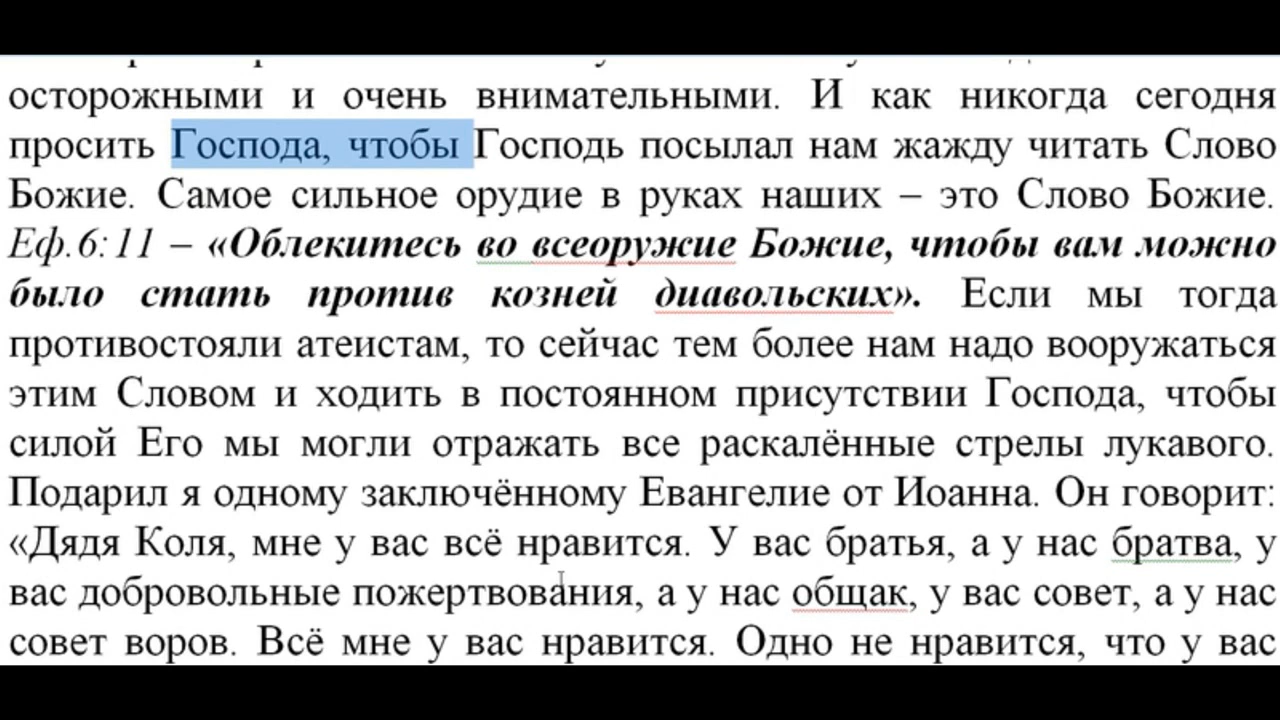 осторожными и очень внимательными. И как никогда сегодня
просить Господа, чтобы Господь посылал нам жажду читать Слово
Божие. Самое сильное орудие в руках наших – это Слово Божие.
Еф.6:11 – «Облекитесь во всеоружие Божие, чтобы вам можно
было стать против козней диавольских». Если мы тогда
противостояли атеистам, то сейчас тем более нам надо вооружаться
этим Словом и ходить в постоянном присутствии Господа, чтобы
силой Его мы могли отражать все раскалённые стрелы лукавого.
Подарил я одному заключённому Евангелие от Иоанна. Он говорит:
«Дядя Коля, мне у вас всё нравится. У вас братья, а у нас братва, у
вас добровольные пожертвования, а у нас общак, у вас совет, а у нас
совет воров. Всё мне у вас нравится. Одно не нравится, что у вас